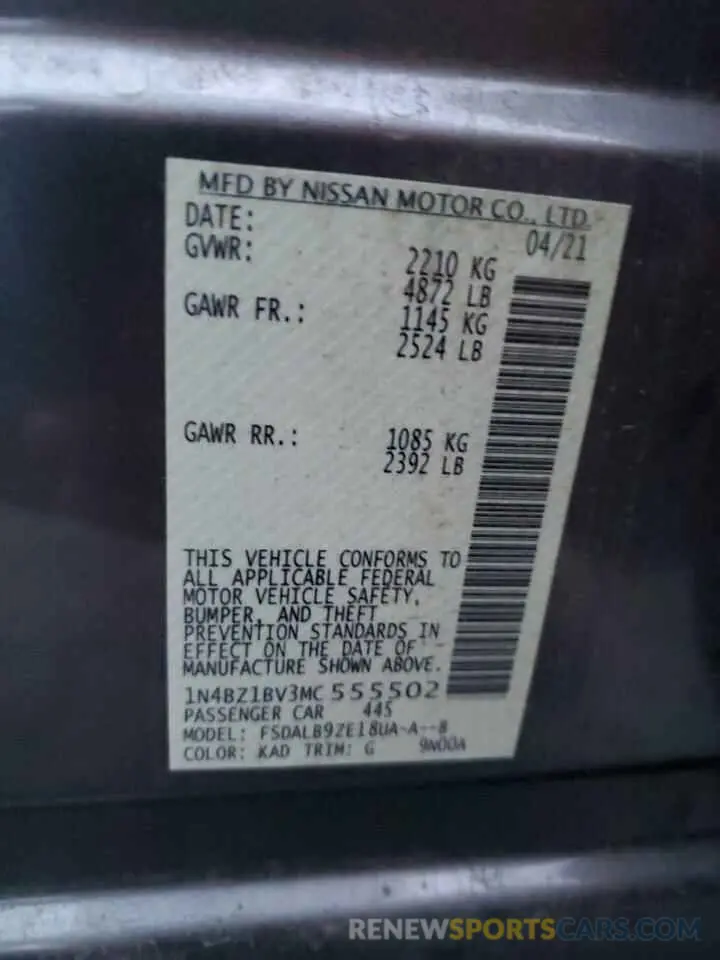 MFD BY NISSAN MOTOR CO., LTD.
DATE: 04/21
GVWR: 2210 KG
4872 LB
GAWR FR.: 1145 KG
2524 LB
GAWR RR.: 1085 KG
2392 LB
THIS VEHICLE CONFORMS TO
ALL APPLICABLE FEDERAL
MOTOR VEHICLE SAFETY,
BUMPER, AND THEFT
PREVENTION STANDARDS IN
EFFECT ON THE DATE OF
MANUFACTURE SHOWN ABOVE.
1N4BZ1BV3MC555502
PASSENGER CAR 445
MODEL: FSDALB9ZE18UA-A--B
COLOR: KAD TRIM: G 9N00A
RENEWSPORTSCARS.COM